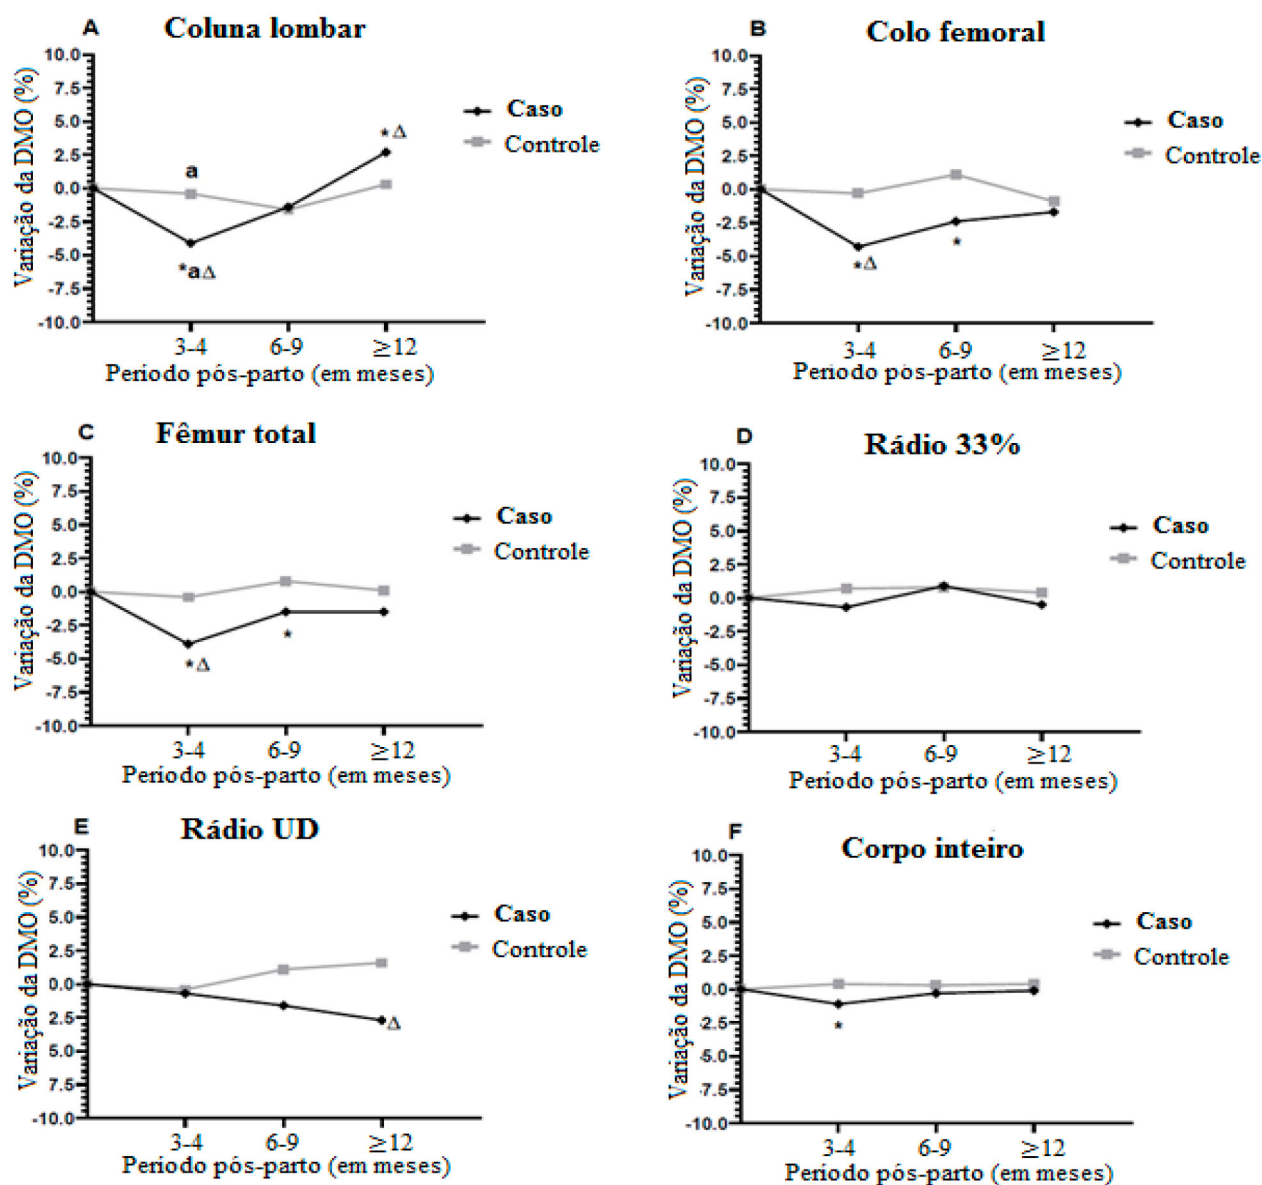 A Coluna lombar
Variação da DMO (%)
10.0
7.5
5.0
2.5
0.0
-2.5
-5.0
-7.5
-10.0
a
*aΔ
*Δ
Caso
Controle
3-4 6-9 ≥12
Período pós-parto (em meses)
B Colo femoral
Variação da DMO (%)
10.0
7.5
5.0
2.5
0.0
-2.5
-5.0
-7.5
-10.0
*Δ
*
Caso
Controle
3-4 6-9 ≥12
Período pós-parto (em meses)
C Fêmur total
Variação da DMO (%)
10.0
7.5
5.0
2.5
0.0
-2.5
-5.0
-7.5
-10.0
*Δ
*
Caso
Controle
3-4 6-9 ≥12
Período pós-parto (em meses)
D Rádio 33%
Variação da DMO (%)
10.0
7.5
5.0
2.5
0.0
-2.5
-5.0
-7.5
-10.0
Caso
Controle
3-4 6-9 ≥12
Período pós-parto (em meses)
E Rádio UD
Variação da DMO (%)
10.0
7.5
5.0
2.5
0.0
2.5
5.0
7.5
-10.0
Δ
Caso
Controle
3-4 6-9 ≥12
Período pós-parto (em meses)
F Corpo inteiro
Variação da DMO (%)
10.0
7.5
5.0
2.5
0.0
-2.5
-5.0
-7.5
-10.0
*
Caso
Controle
3-4 6-9 ≥12
Período pós-parto (em meses)